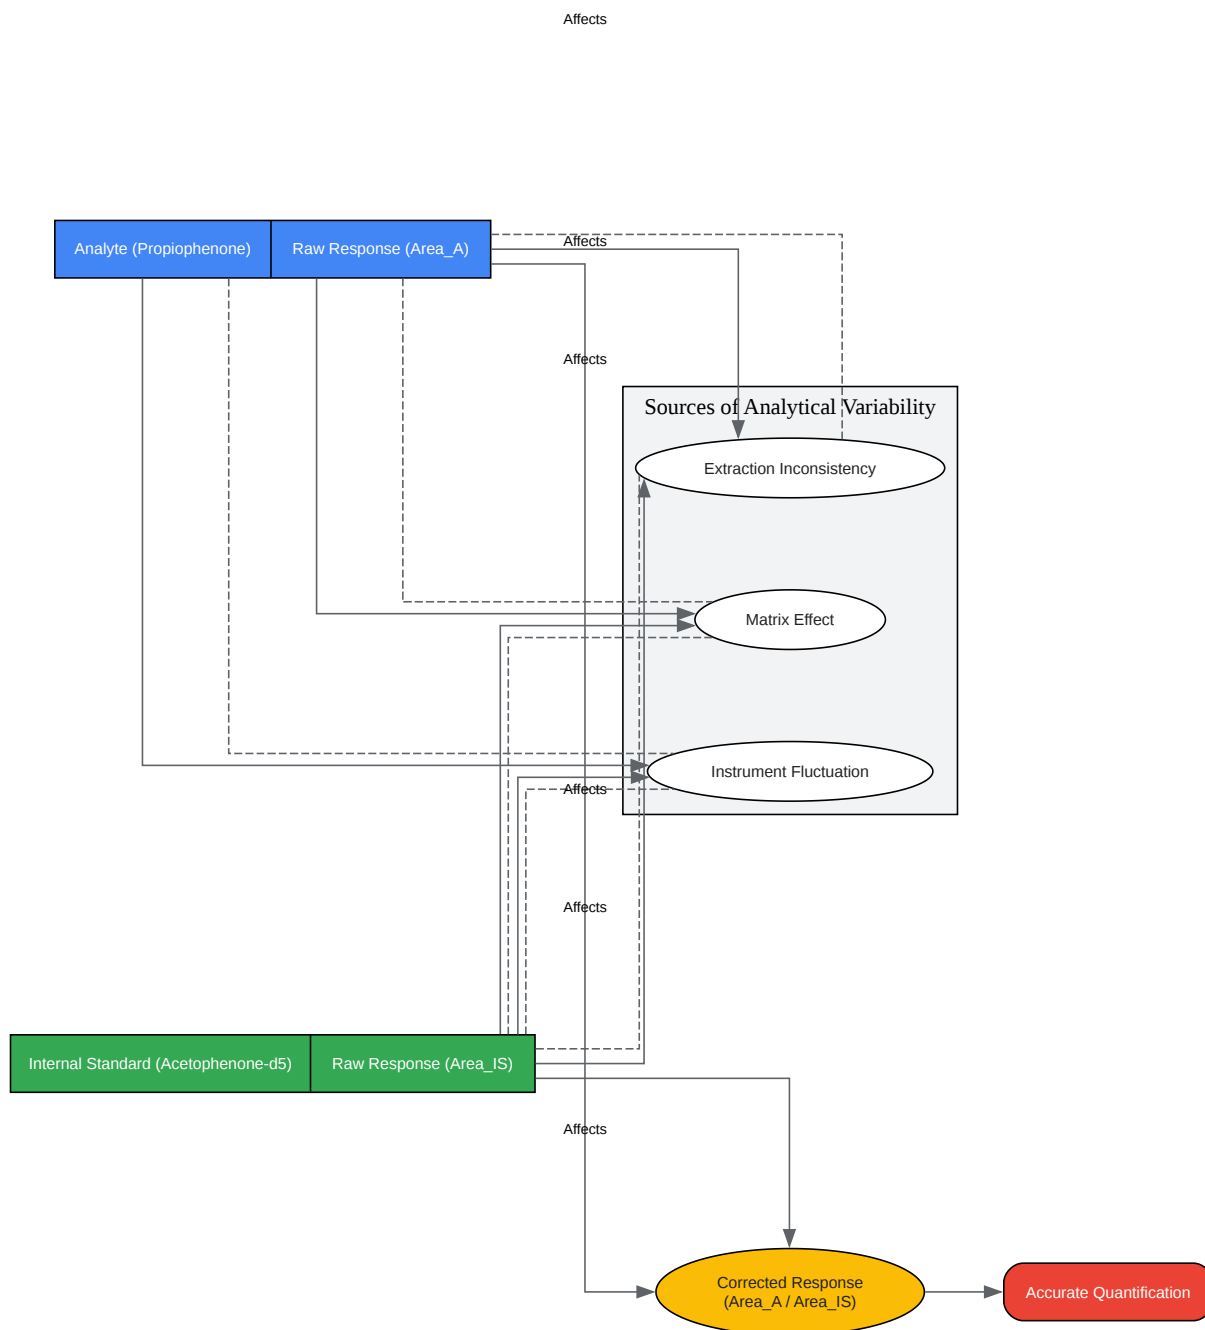 Affects
Analyte (Propiophenone)
Raw Response (Area_A)
Affects
Affects
Sources of Analytical Variability
Extraction Inconsistency
Matrix Effect
Instrument Fluctuation
Affects
Affects
Internal Standard (Acetophenone-d5)
Raw Response (Area_IS)
Affects
Corrected Response
(Area_A / Area_IS)
Accurate Quantification